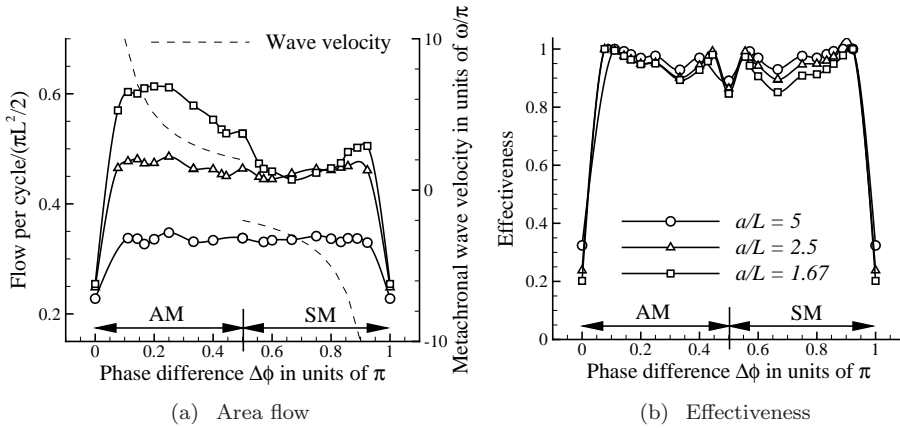 Wave velocity
Flow per cycle/(πL²/2)
0.6
0.5
0.4
0.3
0.2
10
0
-10
Metachronal wave velocity in units of ω/π
AM
SM
0
0.2
0.4
0.6
0.8
1
Phase difference Δϕ in units of π
(a) Area flow
Effectiveness
1
0.8
0.6
0.4
0.2
0
a/L = 5
a/L = 2.5
a/L = 1.67
AM
SM
0
0.2
0.4
0.6
0.8
1
Phase difference Δϕ in units of π
(b) Effectiveness